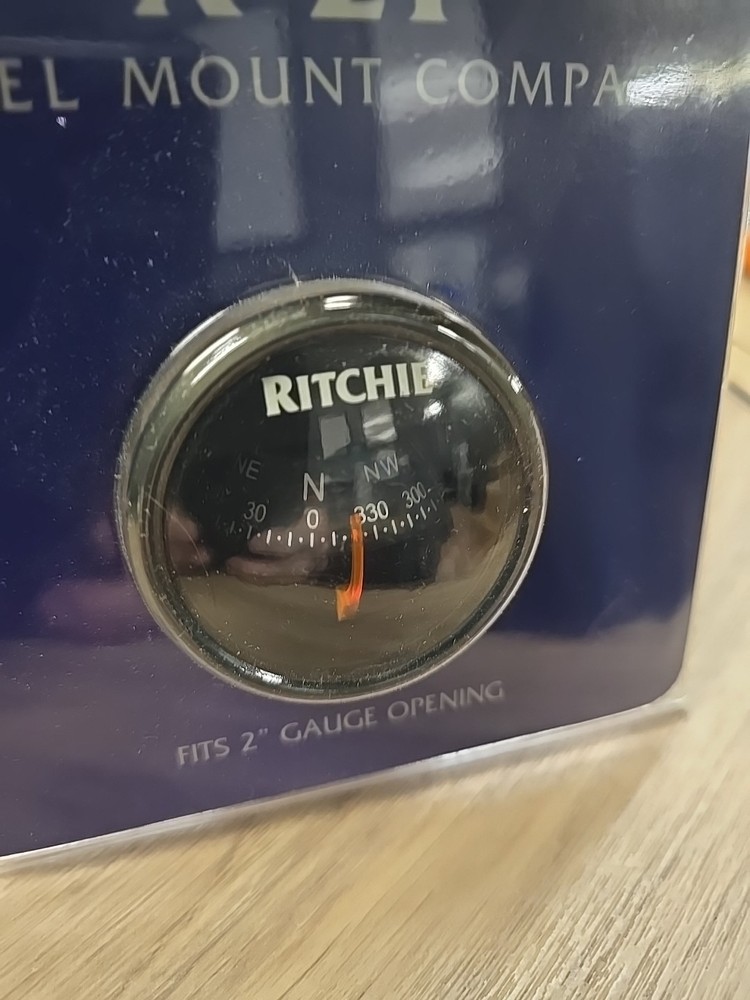 EL MOUNT COMPA
RITCHIE
NE N NW
30 0 330 300
FITS 2" GAUGE OPENING